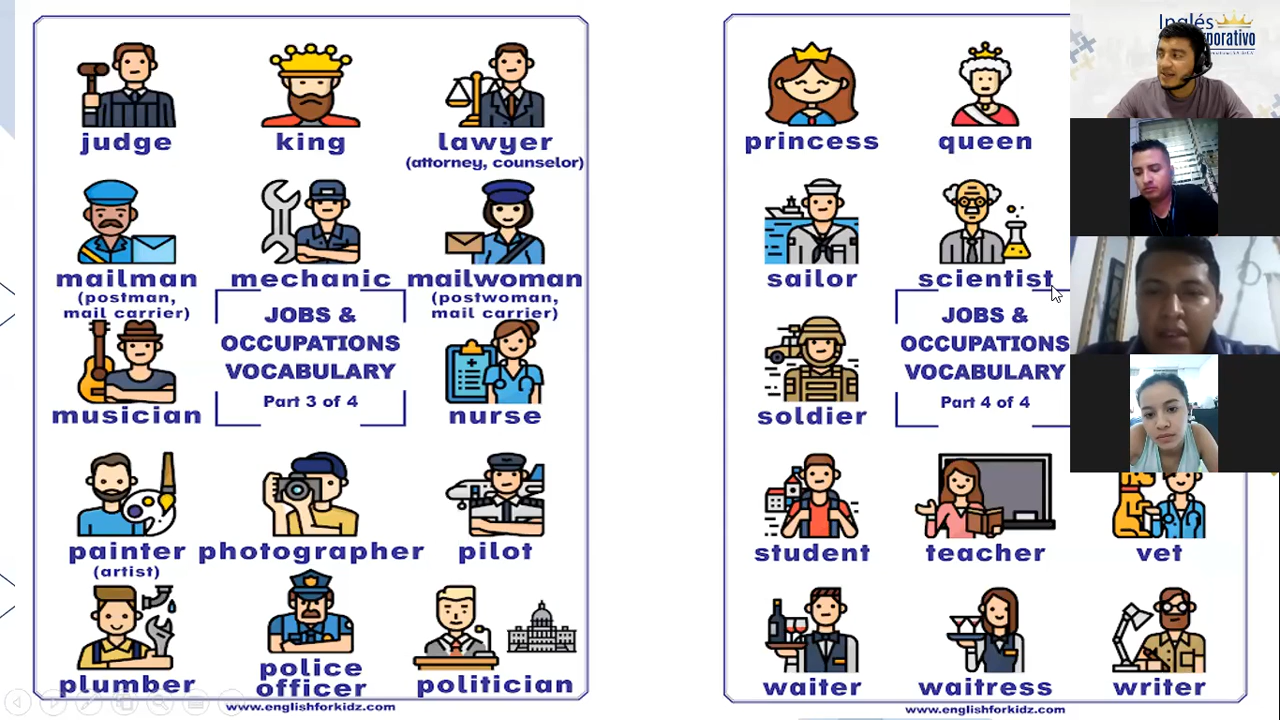 judge
king
lawyer
(attorney, counselor)
mailman
(postman,
mail carrier)
mechanic
mailwoman
(postwoman,
mail carrier)
JOBS &
OCCUPATIONS
VOCABULARY
Part 3 of 4
musician
nurse
painter
(artist)
photographer
pilot
plumber
police
officer
politician
www.englishforkidz.com
princess
queen
sailor
scientist
JOBS &
OCCUPATIONS
VOCABULARY
Part 4 of 4
soldier
student
teacher
vet
waiter
waitress
writer
www.englishforkidz.com
Inglés